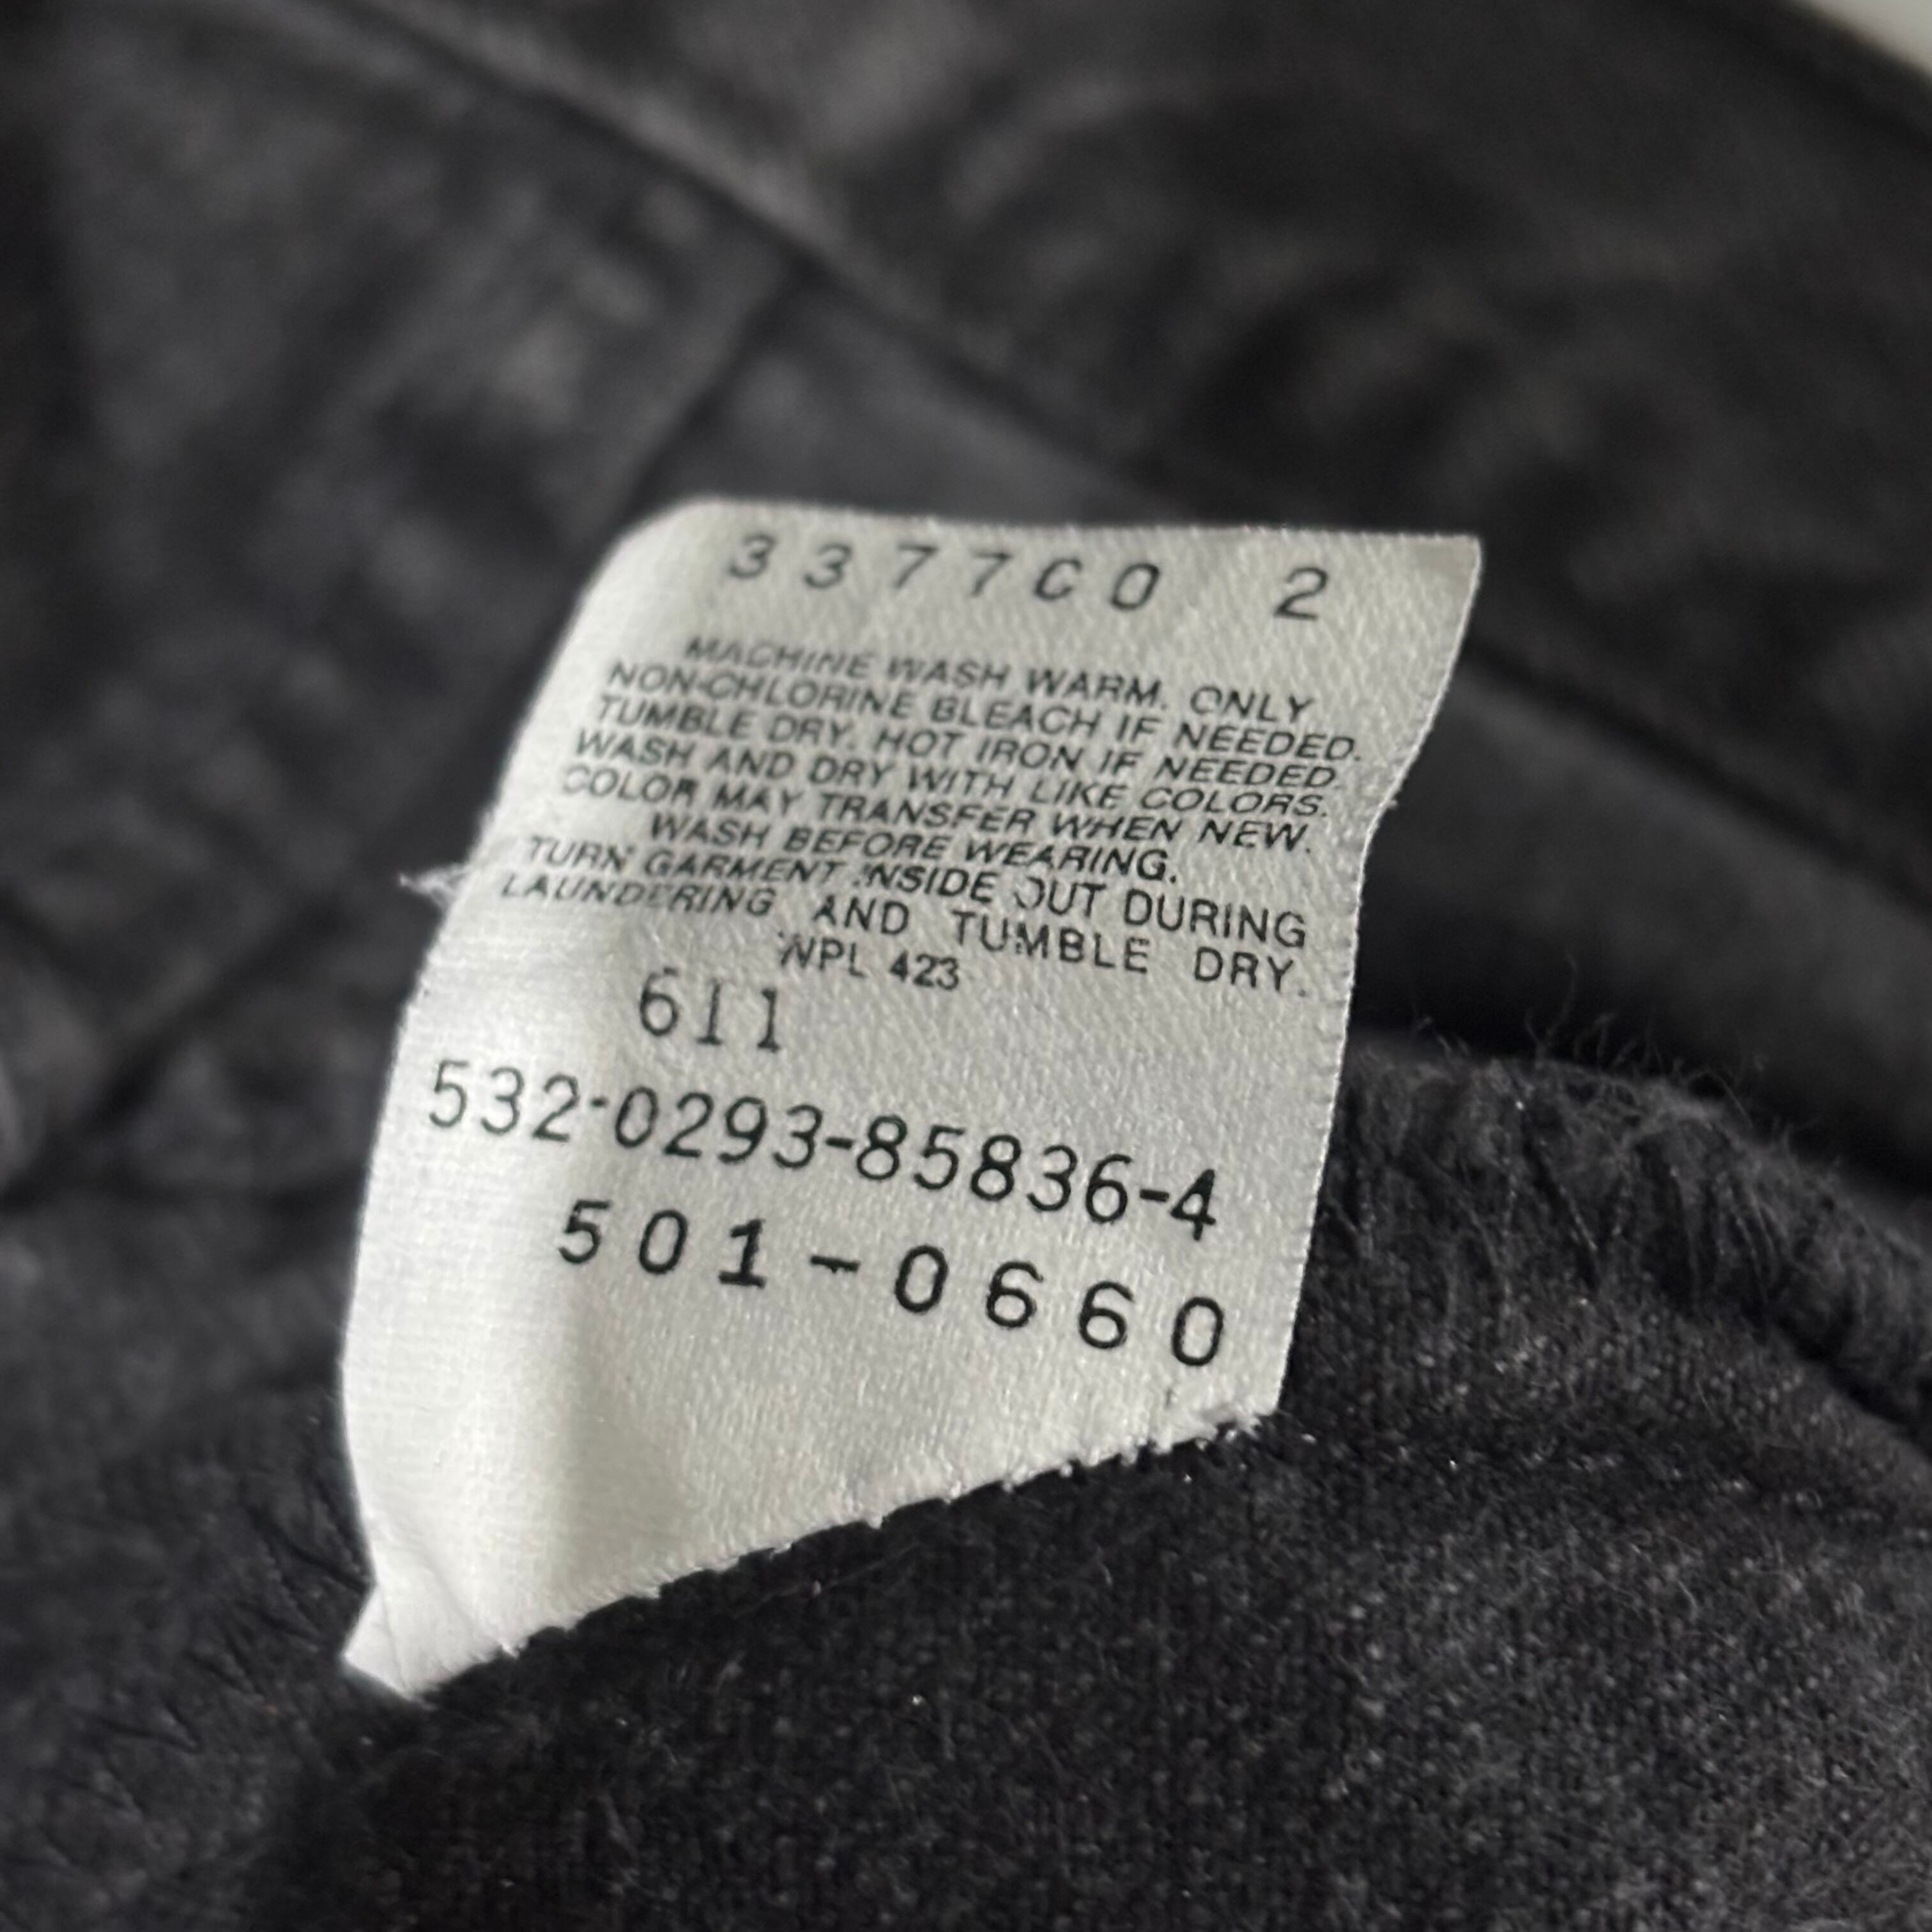 3377C0 2
MACHINE WASH WARM. ONLY
NON-CHLORINE BLEACH IF NEEDED.
TUMBLE DRY. HOT IRON IF NEEDED
WASH AND DRY WITH LIKE COLORS.
COLOR MAY TRANSFER WHEN NEW.
WASH BEFORE WEARING.
TURN GARMENT INSIDE OUT DURING
LAUNDERING AND TUMBLE DRY.
WPL 423
611
532-0293-85836-4
501-0660